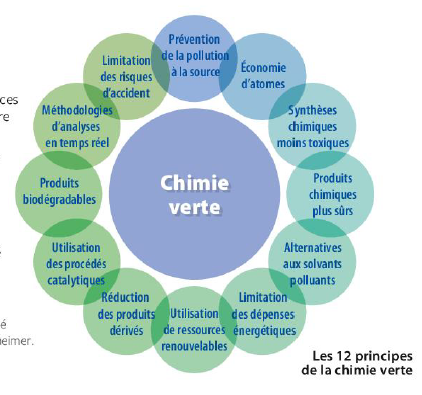 Prévention
de la pollution
à la source
Économie
d'atomes
Synthèses
chimiques
moins toxiques
Produits
chimiques
plus sûrs
Alternatives
aux solvants
polluants
Limitation
des dépenses
énergétiques
Utilisation
de ressources
renouvelables
Réduction
des produits
dérivés
Utilisation
des procédés
catalytiques
Produits
biodégradables
Méthodologies
d'analyses
en temps réel
Limitation
des risques
d'accident
Chimie
verte
Les 12 principes
de la chimie verte